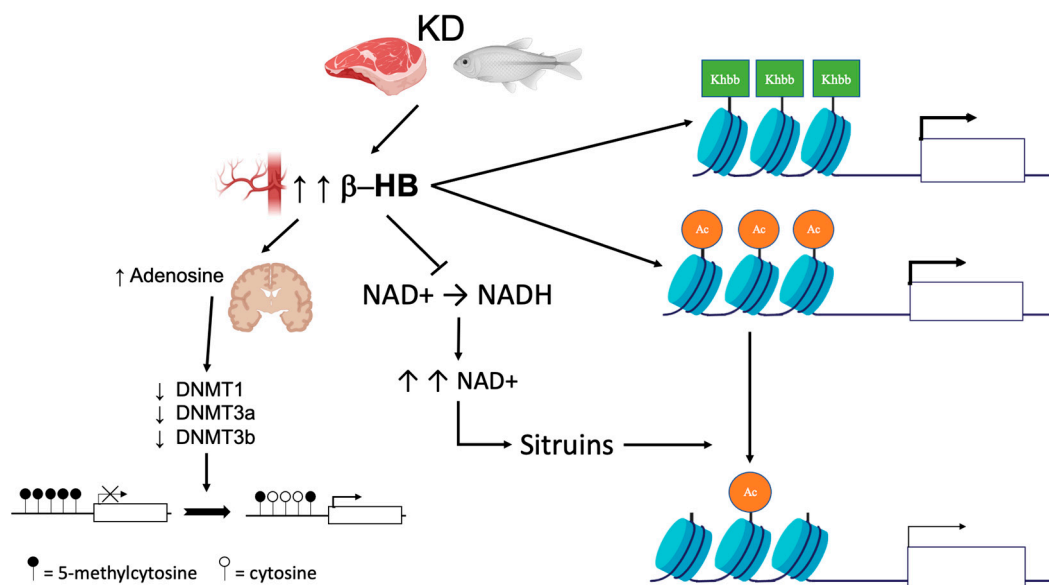 KD
Khbb Khbb Khbb
↑ ↑ β–HB
Ac Ac Ac
↑ Adenosine
NAD+ → NADH
↑ ↑ NAD+
↓ DNMT1
↓ DNMT3a
↓ DNMT3b
Sitruins
Ac
= 5-methylcytosine = cytosine